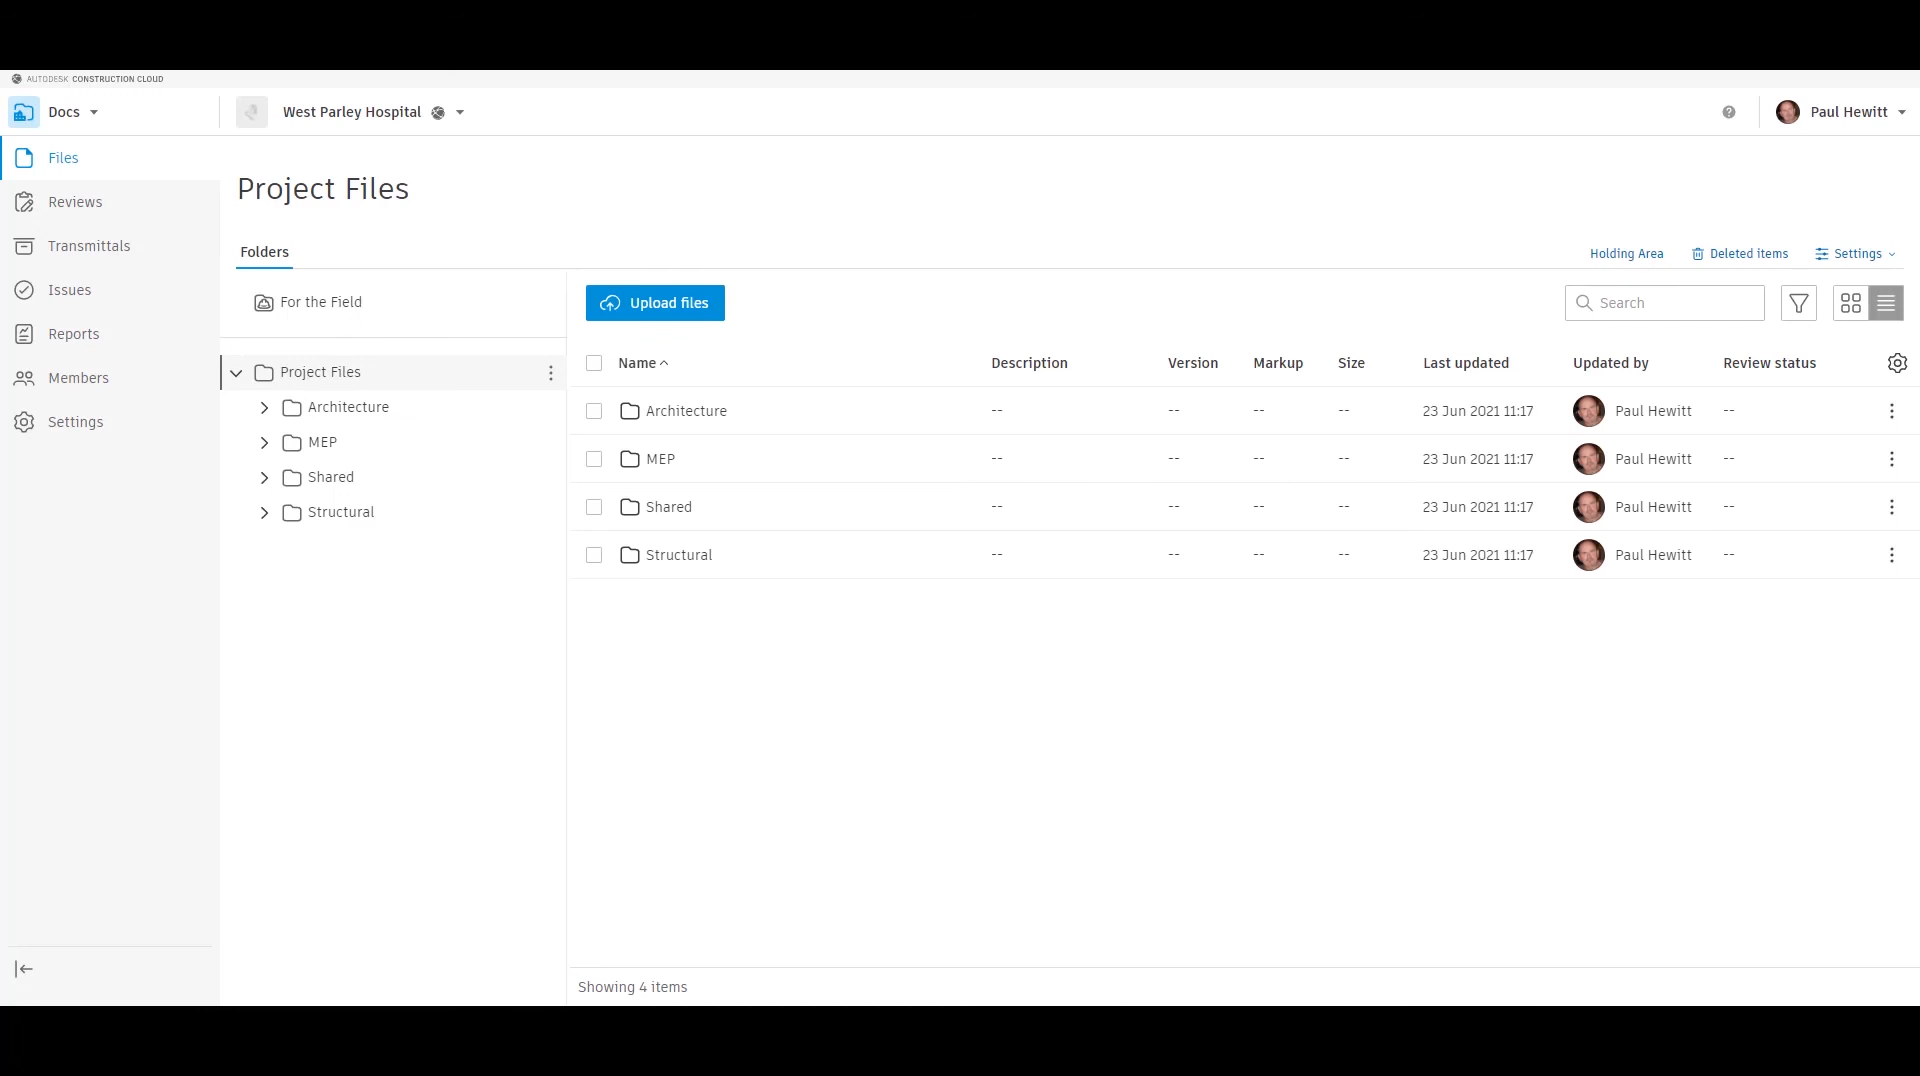 AUTODESK CONSTRUCTION CLOUD
Docs
West Parley Hospital
Paul Hewitt
Files
Reviews
Transmittals
Issues
Reports
Members
Settings
Project Files
Folders
Holding Area
Deleted items
Settings
For the Field
Project Files
Architecture
MEP
Shared
Structural
Upload files
Search
Name Description Version Markup Size Last updated Updated by Review status
Architecture -- -- -- -- 23 Jun 2021 11:17 Paul Hewitt --
MEP -- -- -- -- 23 Jun 2021 11:17 Paul Hewitt --
Shared -- -- -- -- 23 Jun 2021 11:17 Paul Hewitt --
Structural -- -- -- -- 23 Jun 2021 11:17 Paul Hewitt --
Showing 4 items